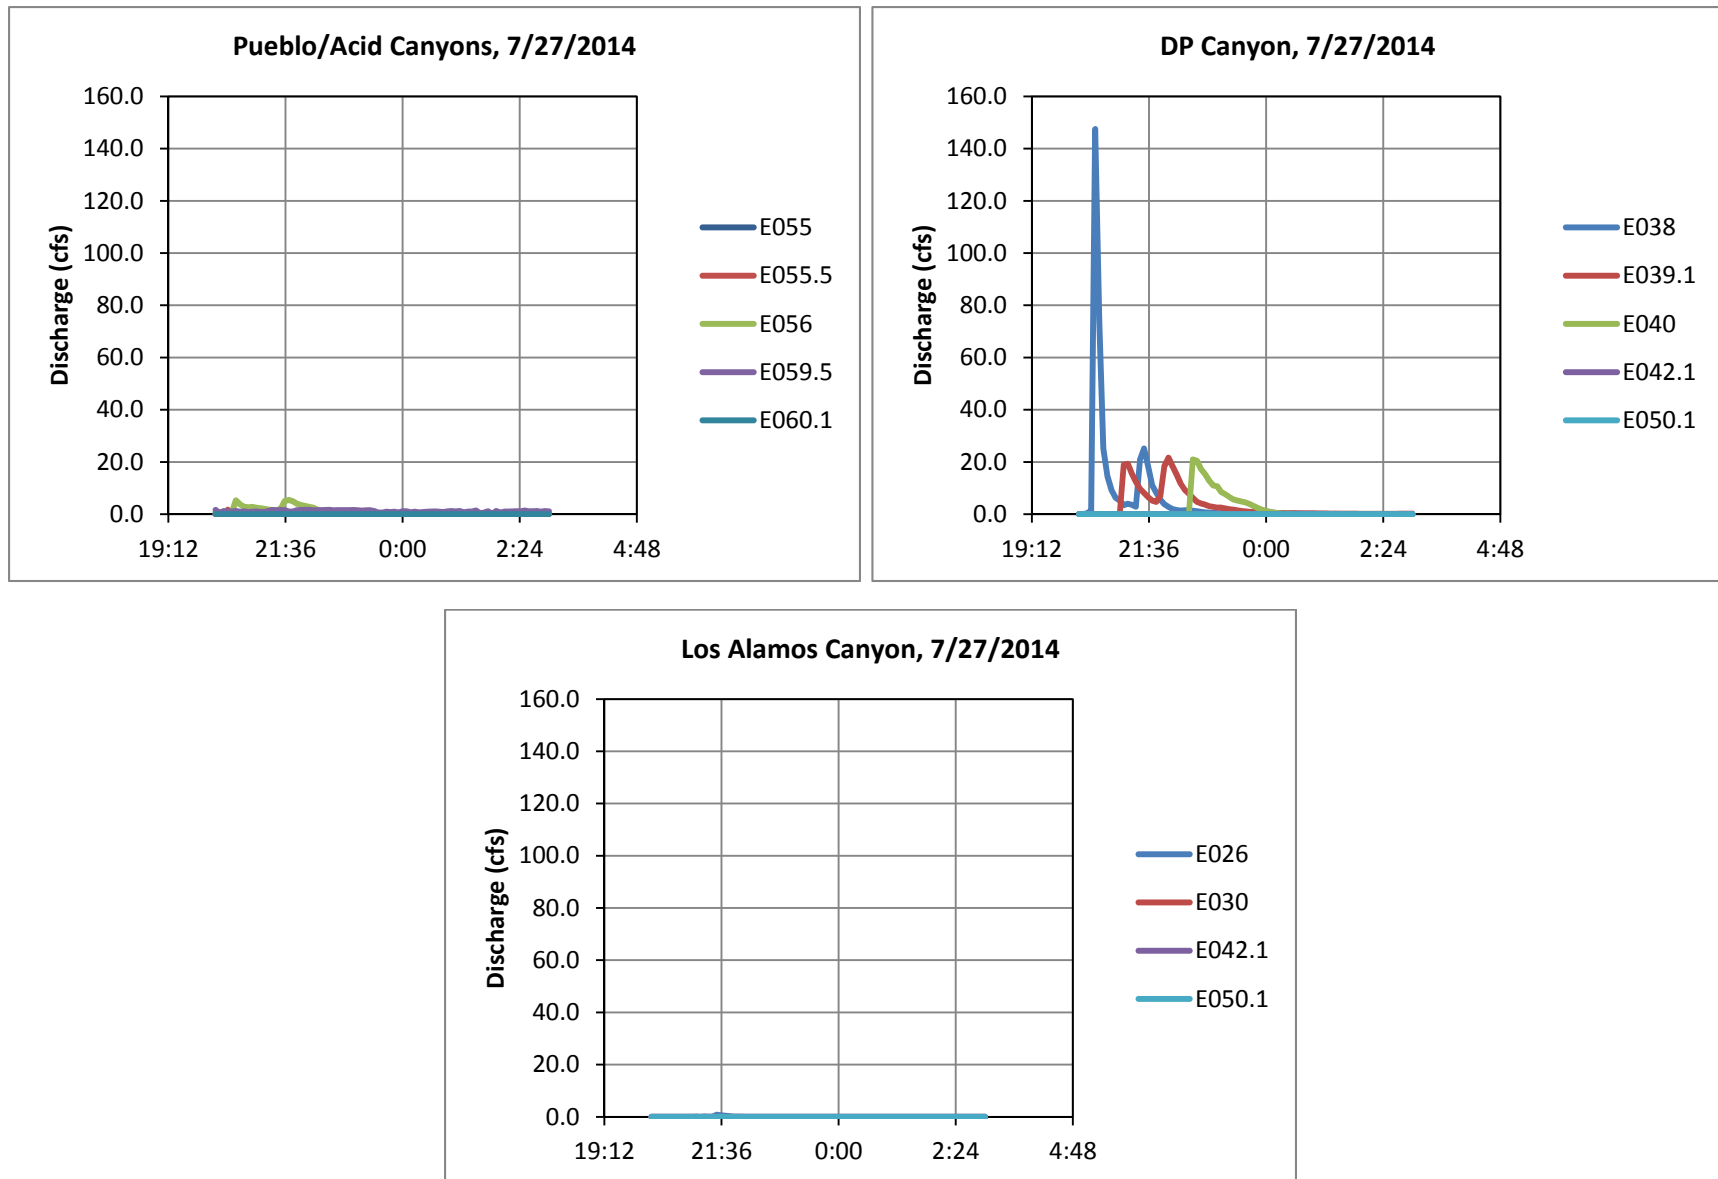 Pueblo/Acid Canyons, 7/27/2014
160.0
140.0
120.0
100.0
80.0
60.0
40.0
20.0
0.0
Discharge (cfs)
19:12 21:36 0:00 2:24 4:48
E055
E055.5
E056
E059.5
E060.1
DP Canyon, 7/27/2014
160.0
140.0
120.0
100.0
80.0
60.0
40.0
20.0
0.0
Discharge (cfs)
19:12 21:36 0:00 2:24 4:48
E038
E039.1
E040
E042.1
E050.1
Los Alamos Canyon, 7/27/2014
160.0
140.0
120.0
100.0
80.0
60.0
40.0
20.0
0.0
Discharge (cfs)
19:12 21:36 0:00 2:24 4:48
E026
E030
E042.1
E050.1